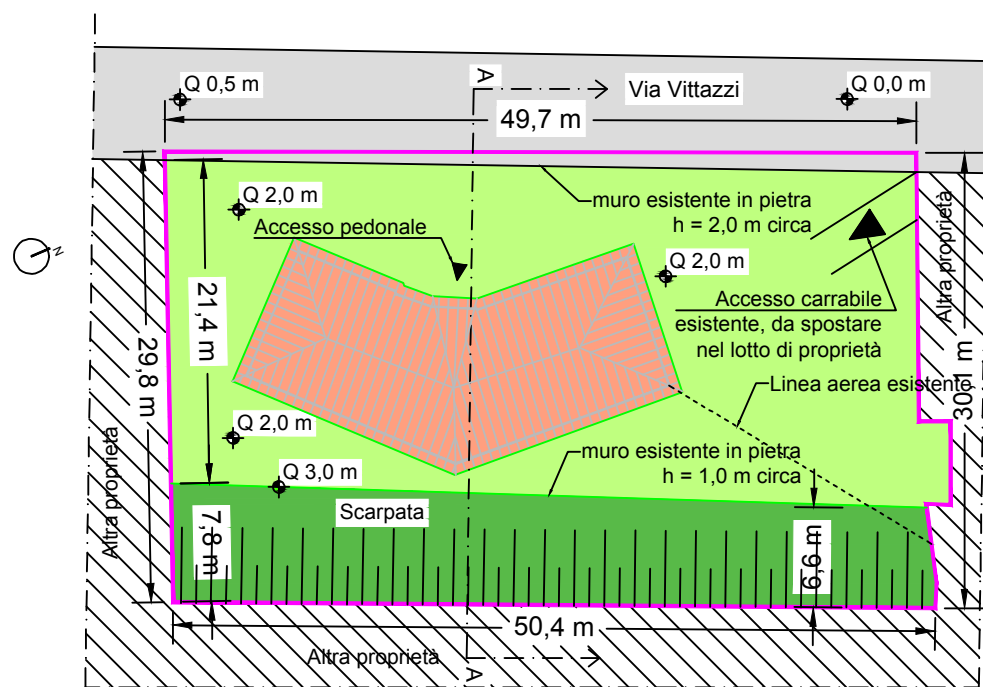 A
Q 0,5 m
Via Vittazzi
Q 0,0 m
49,7 m
muro esistente in pietra
h = 2,0 m circa
Q 2,0 m
Accesso pedonale
N
Q 2,0 m
Altra proprietà
Accesso carrabile
esistente, da spostare
nel lotto di proprietà
21,4 m
29,8 m
30,1 m
Linea aerea esistente
Q 2,0 m
muro esistente in pietra
h = 1,0 m circa
Q 3,0 m
Altra proprietà
Scarpata
7,8 m
6,6 m
50,4 m
Altra proprietà
A